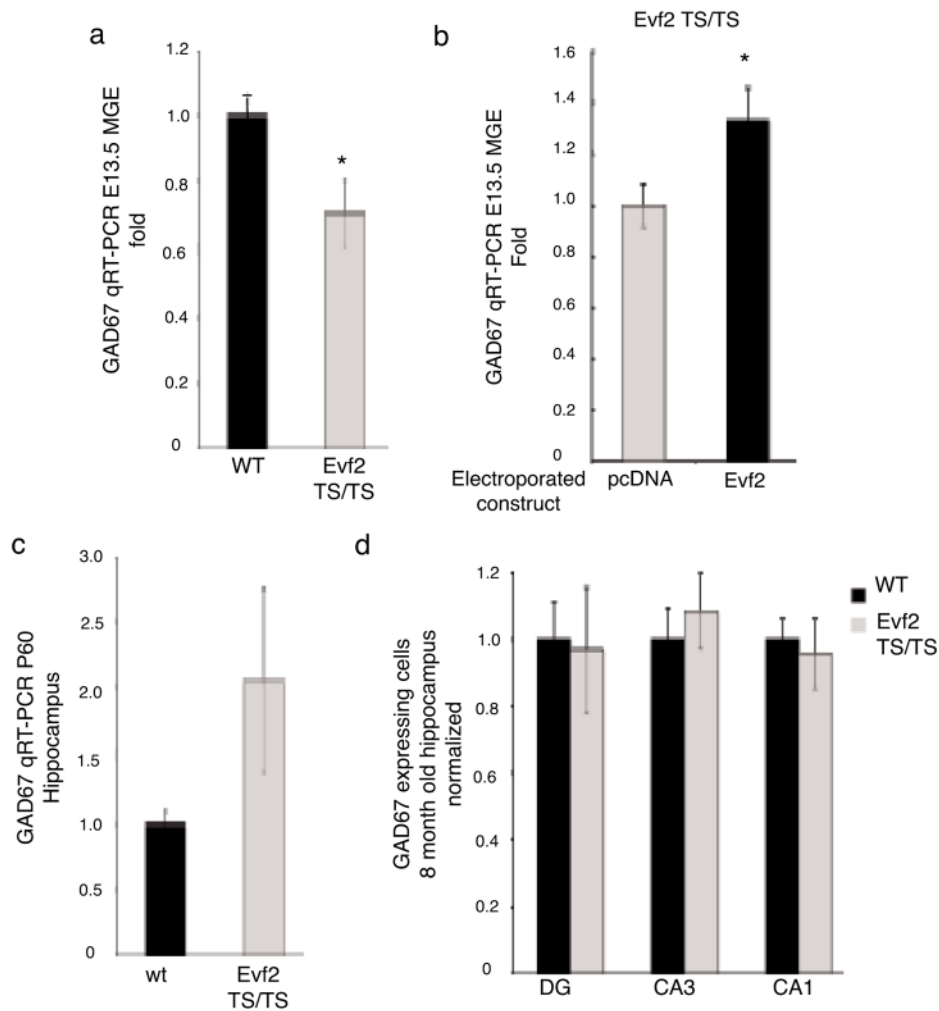 a
GAD67 qRT-PCR E13.5 MGE
fold
1.2
1.0
0.8
0.6
0.4
0.2
0
*
WT
Evf2
TS/TS
b
Evf2 TS/TS
GAD67 qRT-PCR E13.5 MGE
Fold
1.6
1.4
1.2
1.0
0.8
0.6
0.4
0.2
0
*
Electroporated
construct
pcDNA
Evf2
c
GAD67 qRT-PCR P60
Hippocampus
3.0
2.5
2.0
1.5
1.0
0.5
0
wt
Evf2
TS/TS
d
GAD67 expressing cells
8 month old hippocampus
normalized
1.2
1.0
0.8
0.6
0.4
0.2
0
DG
CA3
CA1
WT
Evf2
TS/TS